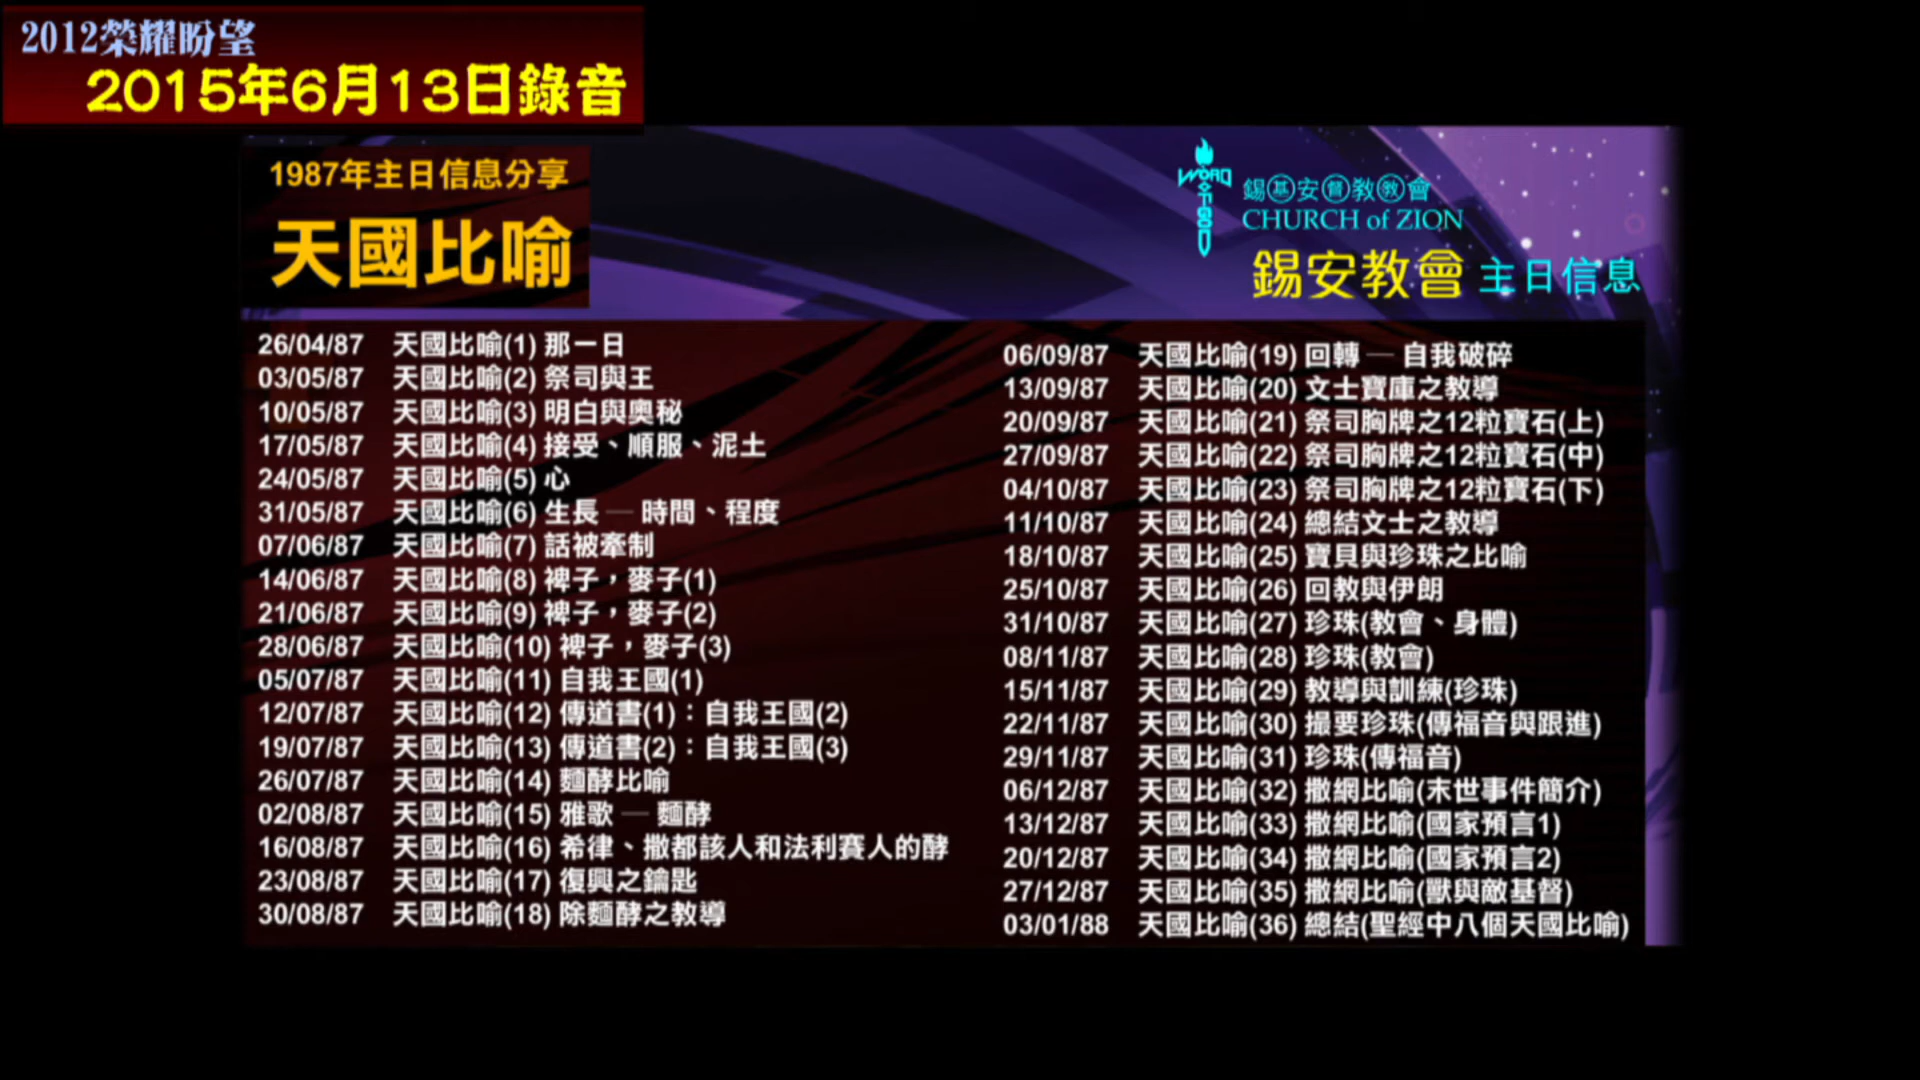 2012榮耀盼望
2015年6月13日錄音
1987年主日信息分享
天國比喻
WORD OF GOD
錫基安督教教會
CHURCH of ZION
錫安教會 主日信息
26/04/87 天國比喻(1) 那一日
03/05/87 天國比喻(2) 祭司與王
10/05/87 天國比喻(3) 明白與奧秘
17/05/87 天國比喻(4) 接受、順服、泥土
24/05/87 天國比喻(5) 心
31/05/87 天國比喻(6) 生長 — 時間、程度
07/06/87 天國比喻(7) 話被牽制
14/06/87 天國比喻(8) 稗子，麥子(1)
21/06/87 天國比喻(9) 稗子，麥子(2)
28/06/87 天國比喻(10) 稗子，麥子(3)
05/07/87 天國比喻(11) 自我王國(1)
12/07/87 天國比喻(12) 傳道書(1)：自我王國(2)
19/07/87 天國比喻(13) 傳道書(2)：自我王國(3)
26/07/87 天國比喻(14) 麵酵比喻
02/08/87 天國比喻(15) 雅歌 — 麵酵
16/08/87 天國比喻(16) 希律、撒都該人和法利賽人的酵
23/08/87 天國比喻(17) 復興之鑰匙
30/08/87 天國比喻(18) 除麵酵之教導
06/09/87 天國比喻(19) 回轉 — 自我破碎
13/09/87 天國比喻(20) 文士寶庫之教導
20/09/87 天國比喻(21) 祭司胸牌之12粒寶石(上)
27/09/87 天國比喻(22) 祭司胸牌之12粒寶石(中)
04/10/87 天國比喻(23) 祭司胸牌之12粒寶石(下)
11/10/87 天國比喻(24) 總結文士之教導
18/10/87 天國比喻(25) 寶貝與珍珠之比喻
25/10/87 天國比喻(26) 回教與伊朗
31/10/87 天國比喻(27) 珍珠(教會、身體)
08/11/87 天國比喻(28) 珍珠(教會)
15/11/87 天國比喻(29) 教導與訓練(珍珠)
22/11/87 天國比喻(30) 撮要珍珠(傳福音與跟進)
29/11/87 天國比喻(31) 珍珠(傳福音)
06/12/87 天國比喻(32) 撒網比喻(末世事件簡介)
13/12/87 天國比喻(33) 撒網比喻(國家預言1)
20/12/87 天國比喻(34) 撒網比喻(國家預言2)
27/12/87 天國比喻(35) 撒網比喻(獸與敵基督)
03/01/88 天國比喻(36) 總結(聖經中八個天國比喻)